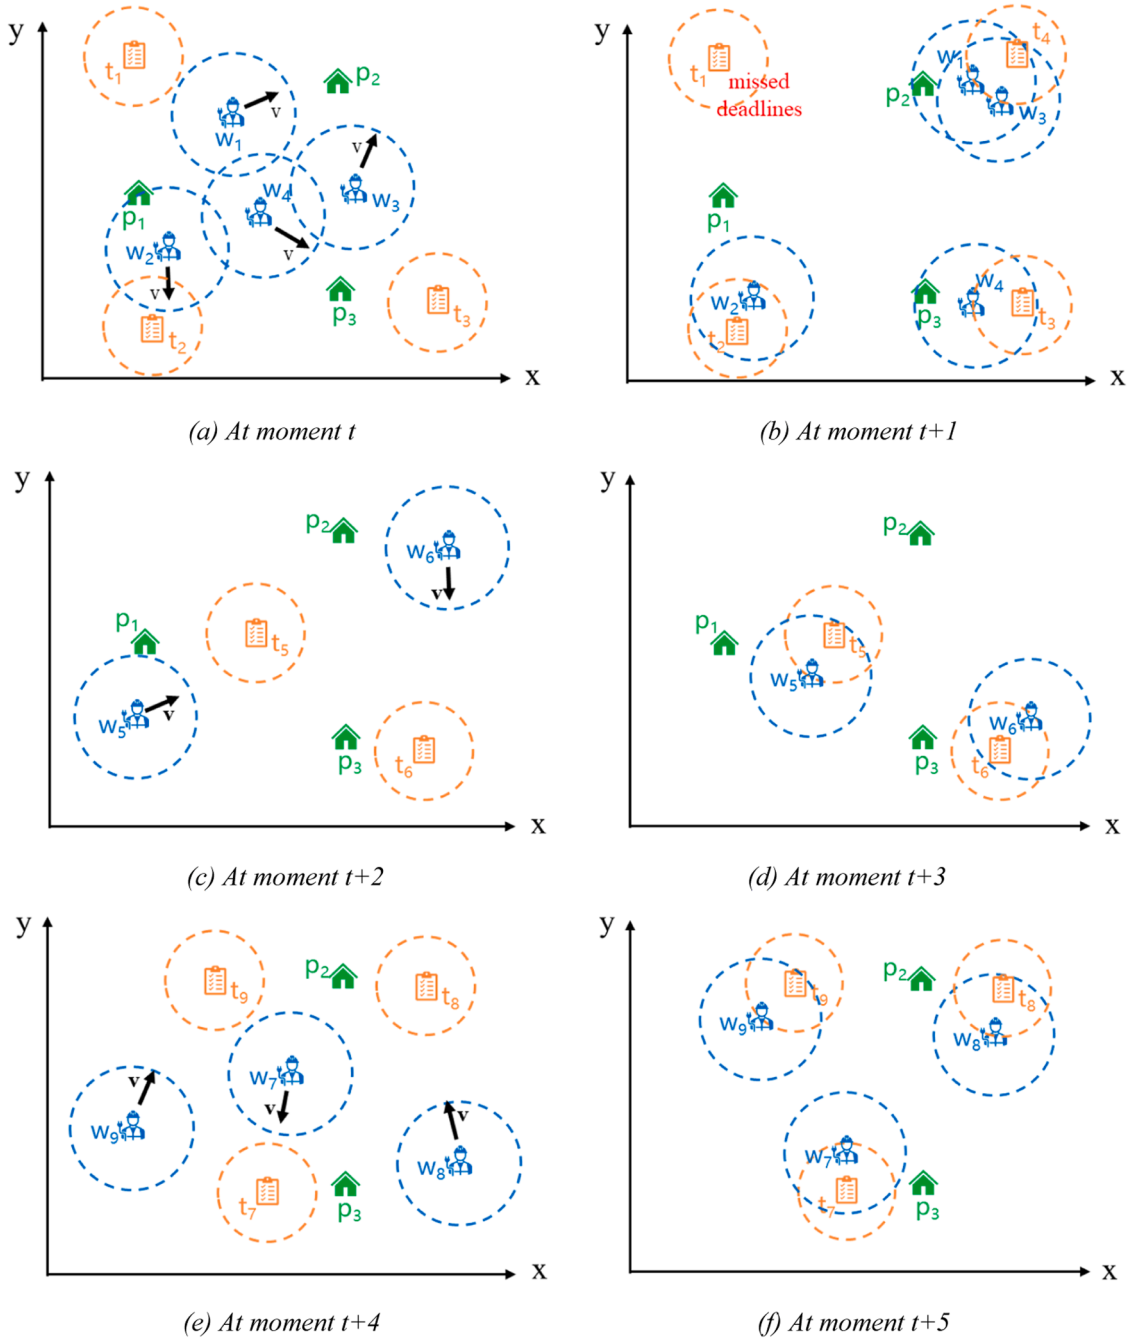 y
t₁
p₂
v
w₁
w₄
v
w₃
p₁
w₂
v
v
p₃
t₂
t₃
x
(a) At moment t
y
t₁
missed
deadlines
t₄
w₁
p₂
w₃
p₁
w₂
t₂
w₄
p₃
t₃
x
(b) At moment t+1
y
p₂
w₆
v
p₁
t₅
w₅
v
p₃
t₆
x
(c) At moment t+2
y
p₂
p₁
t₅
w₅
w₆
p₃
t₆
x
(d) At moment t+3
y
t₉
p₂
t₈
w₇
v
v
w₉
v
w₈
t₇
p₃
x
(e) At moment t+4
y
t₉
p₂
t₈
w₉
w₈
w₇
t₇
p₃
x
(f) At moment t+5